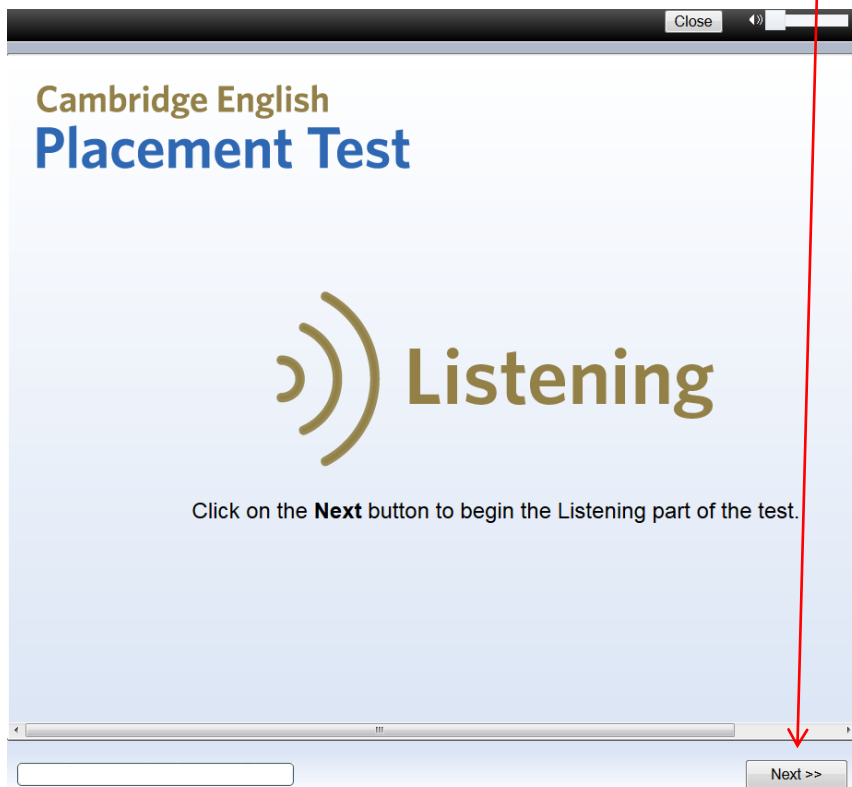 Close
Cambridge English
Placement Test
Listening
Click on the Next button to begin the Listening part of the test.
Next >>